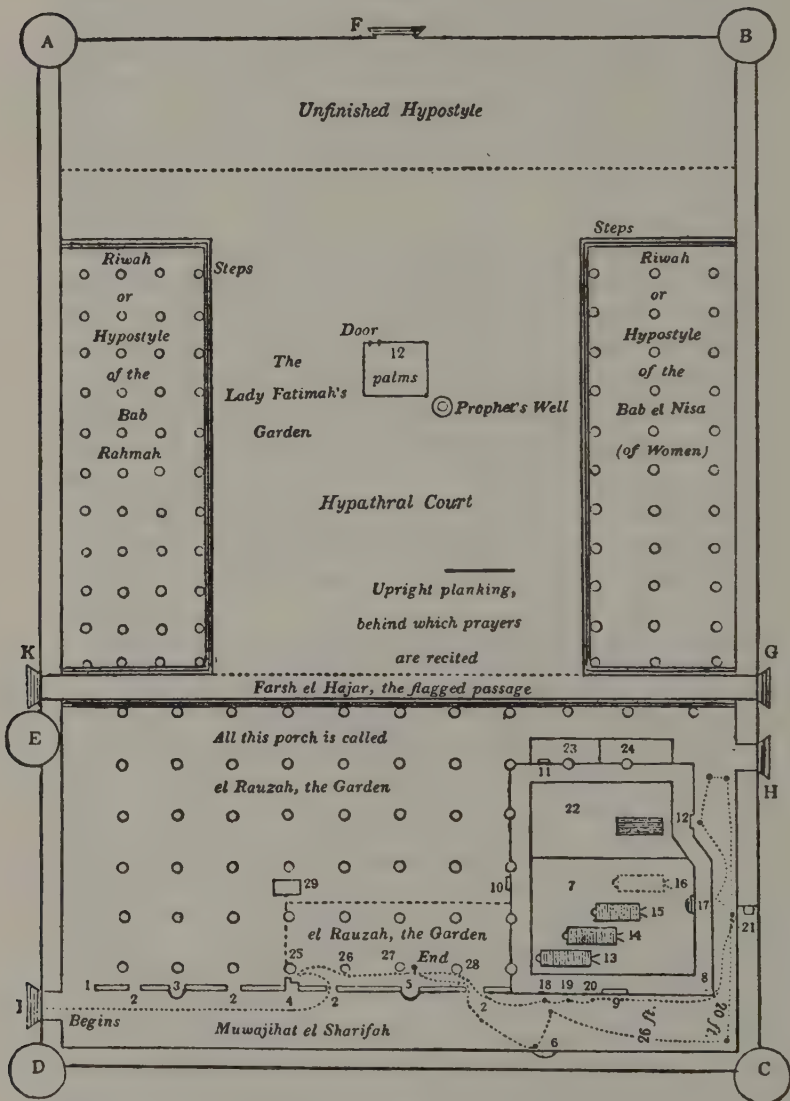 A
F
B
Unfinished Hypostyle
Steps
Riwah
or
Hypostyle
of the
Bab
Rahmah
Steps
Door
12
palms
The
Lady Fatimah's
Garden
Prophet's Well
Riwah
or
Hypostyle
of the
Bab el Nisa
(of Women)
Hypathral Court
Upright planking,
behind which prayers
are recited
K
G
Farsh el Hajar, the flagged passage
E
All this porch is called
el Rauzah, the Garden
23
24
11
H
22
12
29
10
7
16
17
15
21
14
el Rauzah, the Garden
13
25
26
27
End
28
1
3
2
2
4
2
5
2
18
19
20
9
8
I
Begins
Muwajihat el Sharifah
6
26 ft.
20 ft.
D
C